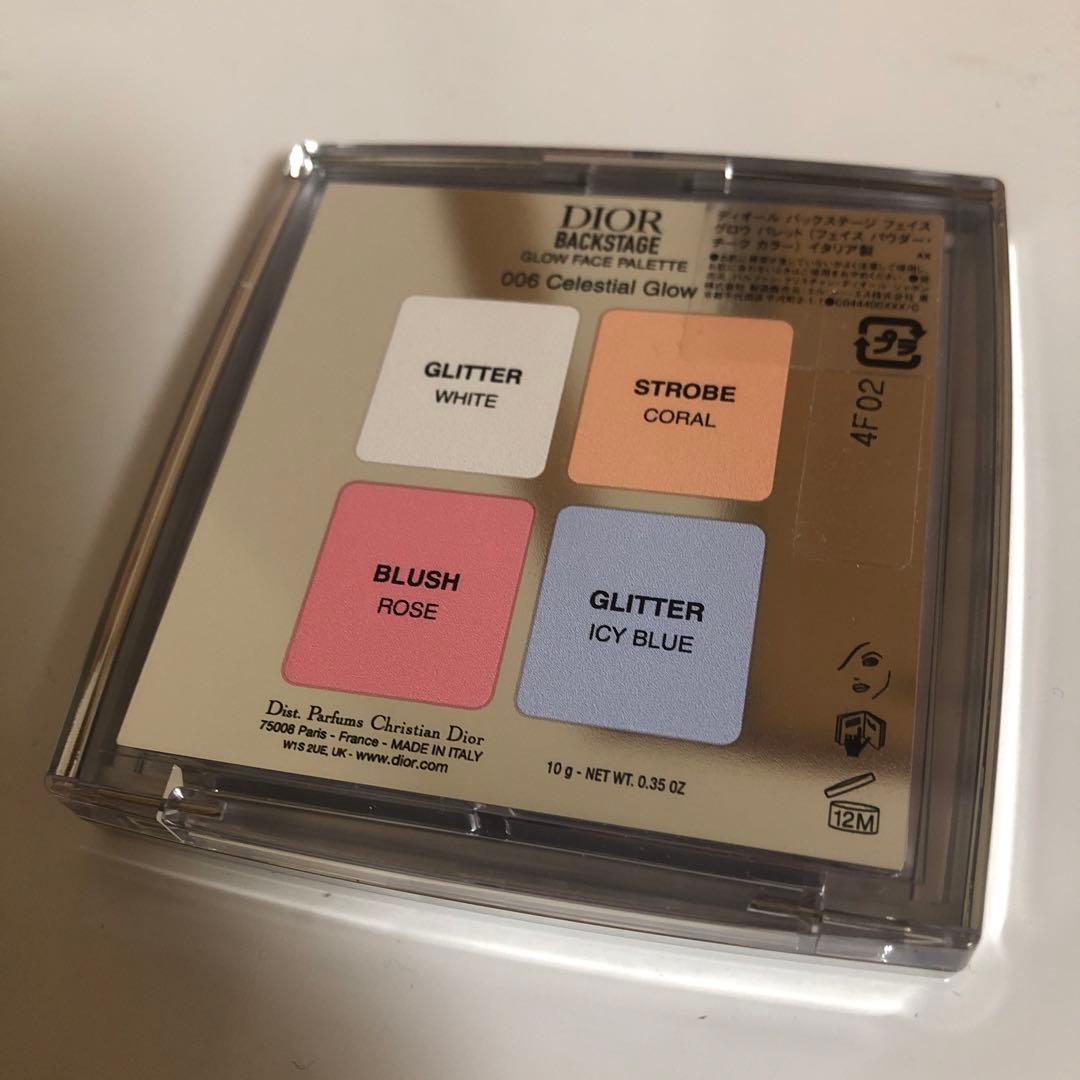 DIOR
BACKSTAGE
GLOW FACE PALETTE
006 Celestial Glow
ディオール バックステージ フェイス
グロウ パレット (フェイス パウダー・
チーク カラー) イタリア製
AX
GLITTER
WHITE
STROBE
CORAL
プラ
4F02
BLUSH
ROSE
GLITTER
ICY BLUE
Dist. Parfums Christian Dior
75008 Paris - France - MADE IN ITALY
W1S 2UE, UK - www.dior.com
10 g - NET WT. 0.35 OZ
12M